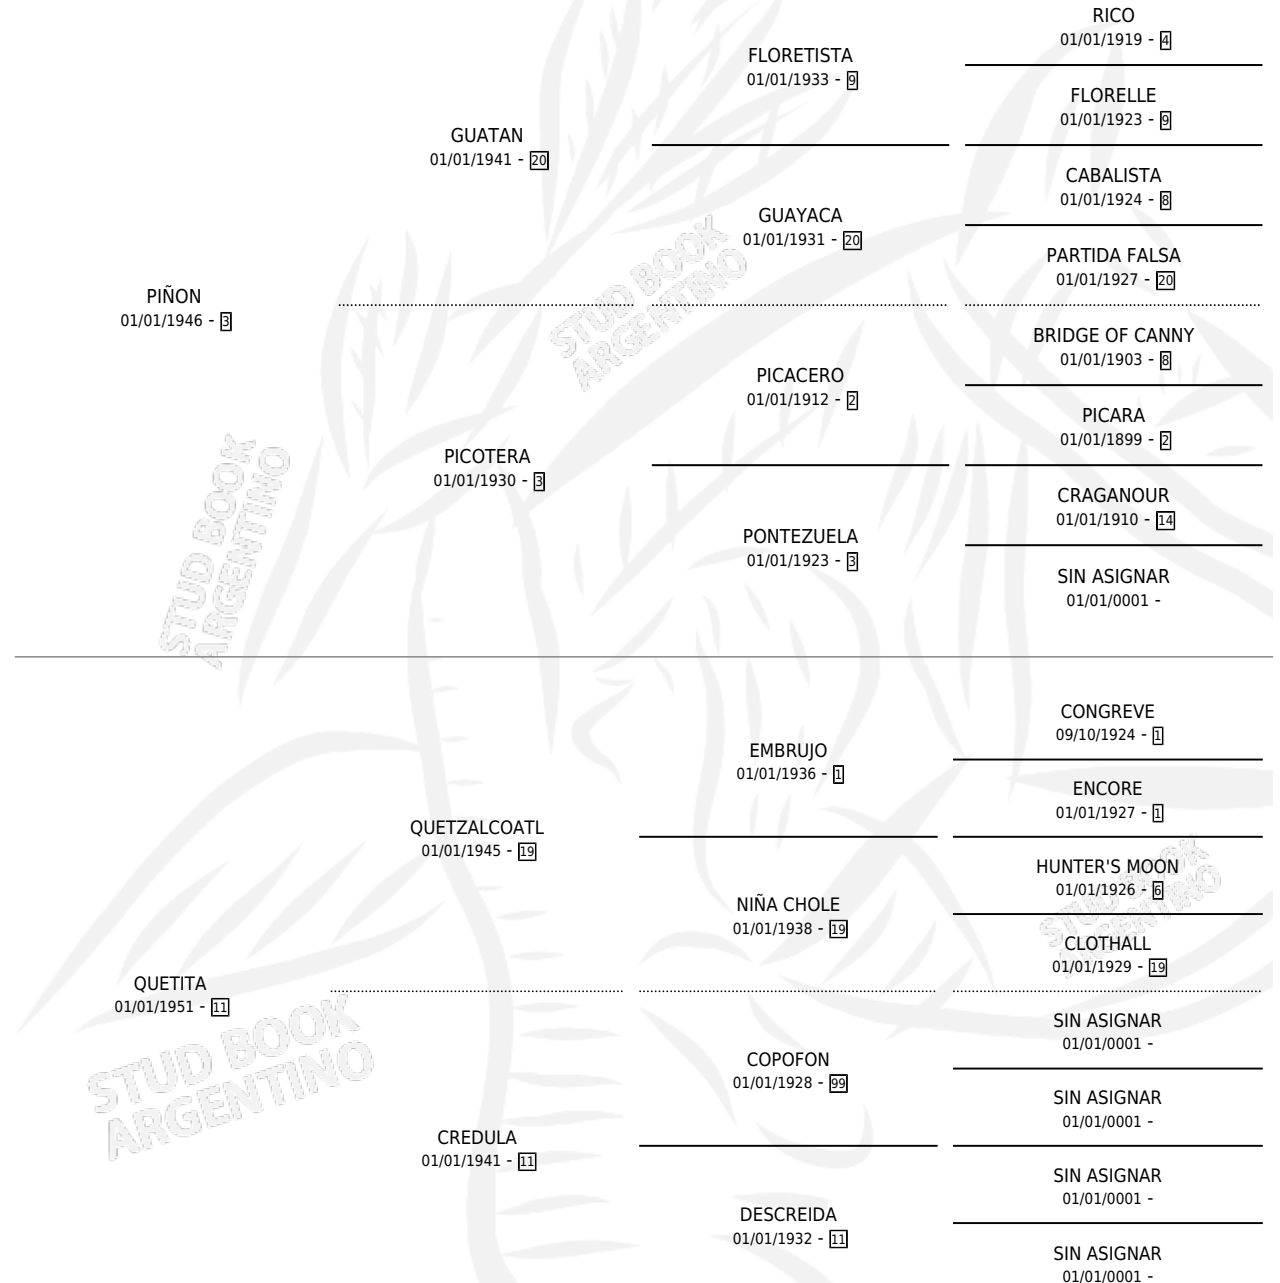 RICO
01/01/1919 - 4
FLORETISTA
01/01/1933 - 9
FLORELLE
01/01/1923 - 9
GUATAN
01/01/1941 - 20
CABALISTA
01/01/1924 - 8
GUAYACA
01/01/1931 - 20
PARTIDA FALSA
01/01/1927 - 20
PIÑON
01/01/1946 - 3
BRIDGE OF CANNY
01/01/1903 - 8
PICACERO
01/01/1912 - 2
PICARA
01/01/1899 - 2
PICOTERA
01/01/1930 - 3
CRAGANOUR
01/01/1910 - 14
PONTEZUELA
01/01/1923 - 3
SIN ASIGNAR
01/01/0001 -
CONGREVE
09/10/1924 - 1
EMBRUJO
01/01/1936 - 1
ENCORE
01/01/1927 - 1
QUETZALCOATL
01/01/1945 - 19
HUNTER'S MOON
01/01/1926 - 6
NIÑA CHOLE
01/01/1938 - 19
CLOTHALL
01/01/1929 - 19
QUETITA
01/01/1951 - 11
SIN ASIGNAR
01/01/0001 -
COPOFON
01/01/1928 - 99
SIN ASIGNAR
01/01/0001 -
CREDULA
01/01/1941 - 11
SIN ASIGNAR
01/01/0001 -
DESCREIDA
01/01/1932 - 11
SIN ASIGNAR
01/01/0001 -
STUD BOOK
ARGENTINO
STUD BOOK
ARGENTINO
STUD BOOK
ARGENTINO
STUD BOOK
ARGENTINO